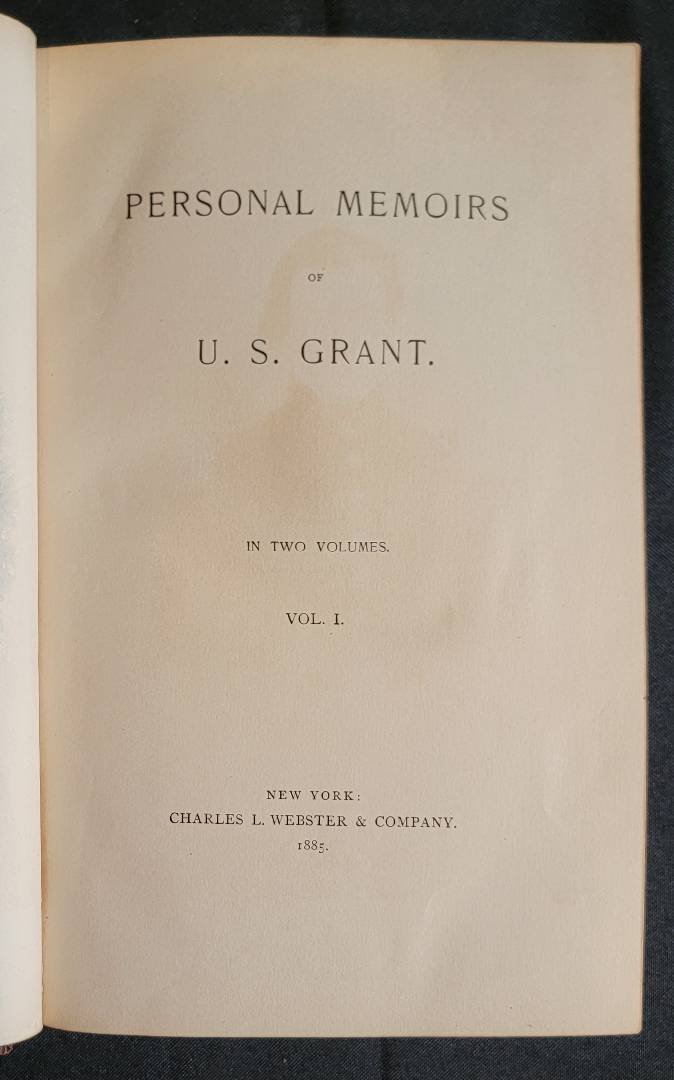 PERSONAL MEMOIRS
OF
U. S. GRANT.
IN TWO VOLUMES.
VOL. I.
NEW YORK:
CHARLES L. WEBSTER & COMPANY.
1885.